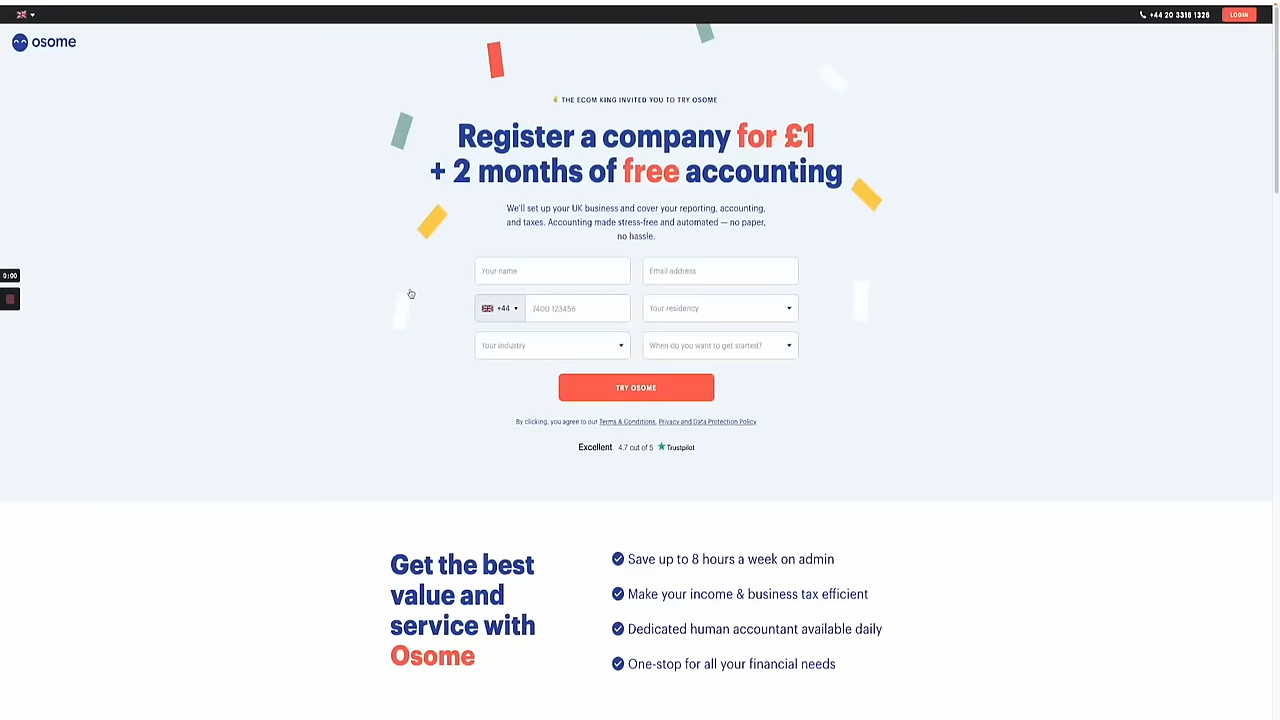 +44 20 3318 1326
LOGIN
osome
THE ECOM KING INVITED YOU TO TRY OSOME
Register a company for £1
+ 2 months of free accounting
We'll set up your UK business and cover your reporting, accounting,
and taxes. Accounting made stress-free and automated — no paper,
no hassle.
Your name
Email address
+44
7400 123456
Your residency
Your industry
When do you want to get started?
TRY OSOME
By clicking, you agree to our Terms & Conditions, Privacy and Data Protection Policy
Excellent 4.7 out of 5 Trustpilot
0:00
Get the best
value and
service with
Osome
Save up to 8 hours a week on admin
Make your income & business tax efficient
Dedicated human accountant available daily
One-stop for all your financial needs